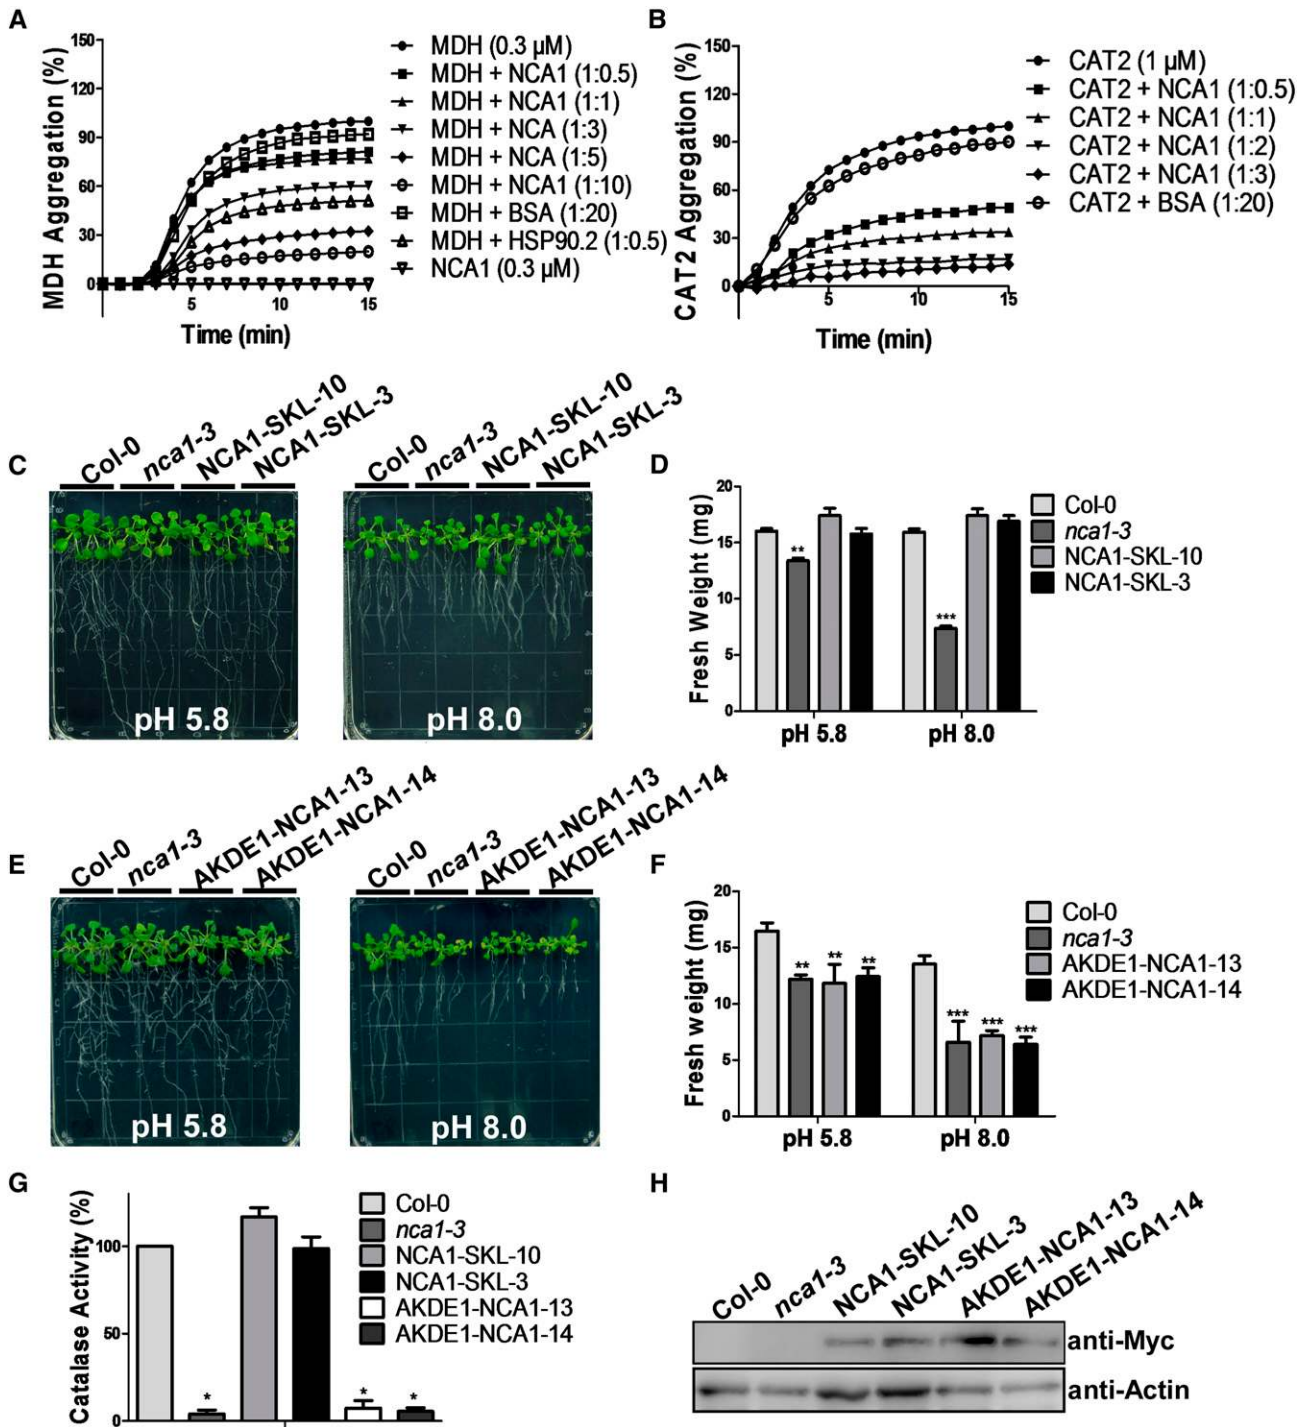 A
MDH Aggregation (%)
150
120
90
60
30
0
5
10
15
Time (min)
MDH (0.3 µM)
MDH + NCA1 (1:0.5)
MDH + NCA1 (1:1)
MDH + NCA (1:3)
MDH + NCA (1:5)
MDH + NCA1 (1:10)
MDH + BSA (1:20)
MDH + HSP90.2 (1:0.5)
NCA1 (0.3 µM)
B
CAT2 Aggregation (%)
150
120
90
60
30
0
5
10
15
Time (min)
CAT2 (1 µM)
CAT2 + NCA1 (1:0.5)
CAT2 + NCA1 (1:1)
CAT2 + NCA1 (1:2)
CAT2 + NCA1 (1:3)
CAT2 + BSA (1:20)
C
Col-0
nca1-3
NCA1-SKL-10
NCA1-SKL-3
pH 5.8
Col-0
nca1-3
NCA1-SKL-10
NCA1-SKL-3
pH 8.0
D
Fresh Weight (mg)
20
15
10
5
0
**
***
pH 5.8
pH 8.0
Col-0
nca1-3
NCA1-SKL-10
NCA1-SKL-3
E
Col-0
nca1-3
AKDE1-NCA1-13
AKDE1-NCA1-14
pH 5.8
Col-0
nca1-3
AKDE1-NCA1-13
AKDE1-NCA1-14
pH 8.0
F
Fresh weight (mg)
20
15
10
5
0
** ** **
*** *** ***
pH 5.8
pH 8.0
Col-0
nca1-3
AKDE1-NCA1-13
AKDE1-NCA1-14
G
Catalase Activity (%)
100
50
0
* * *
Col-0
nca1-3
NCA1-SKL-10
NCA1-SKL-3
AKDE1-NCA1-13
AKDE1-NCA1-14
H
Col-0
nca1-3
NCA1-SKL-10
NCA1-SKL-3
AKDE1-NCA1-13
AKDE1-NCA1-14
anti-Myc
anti-Actin